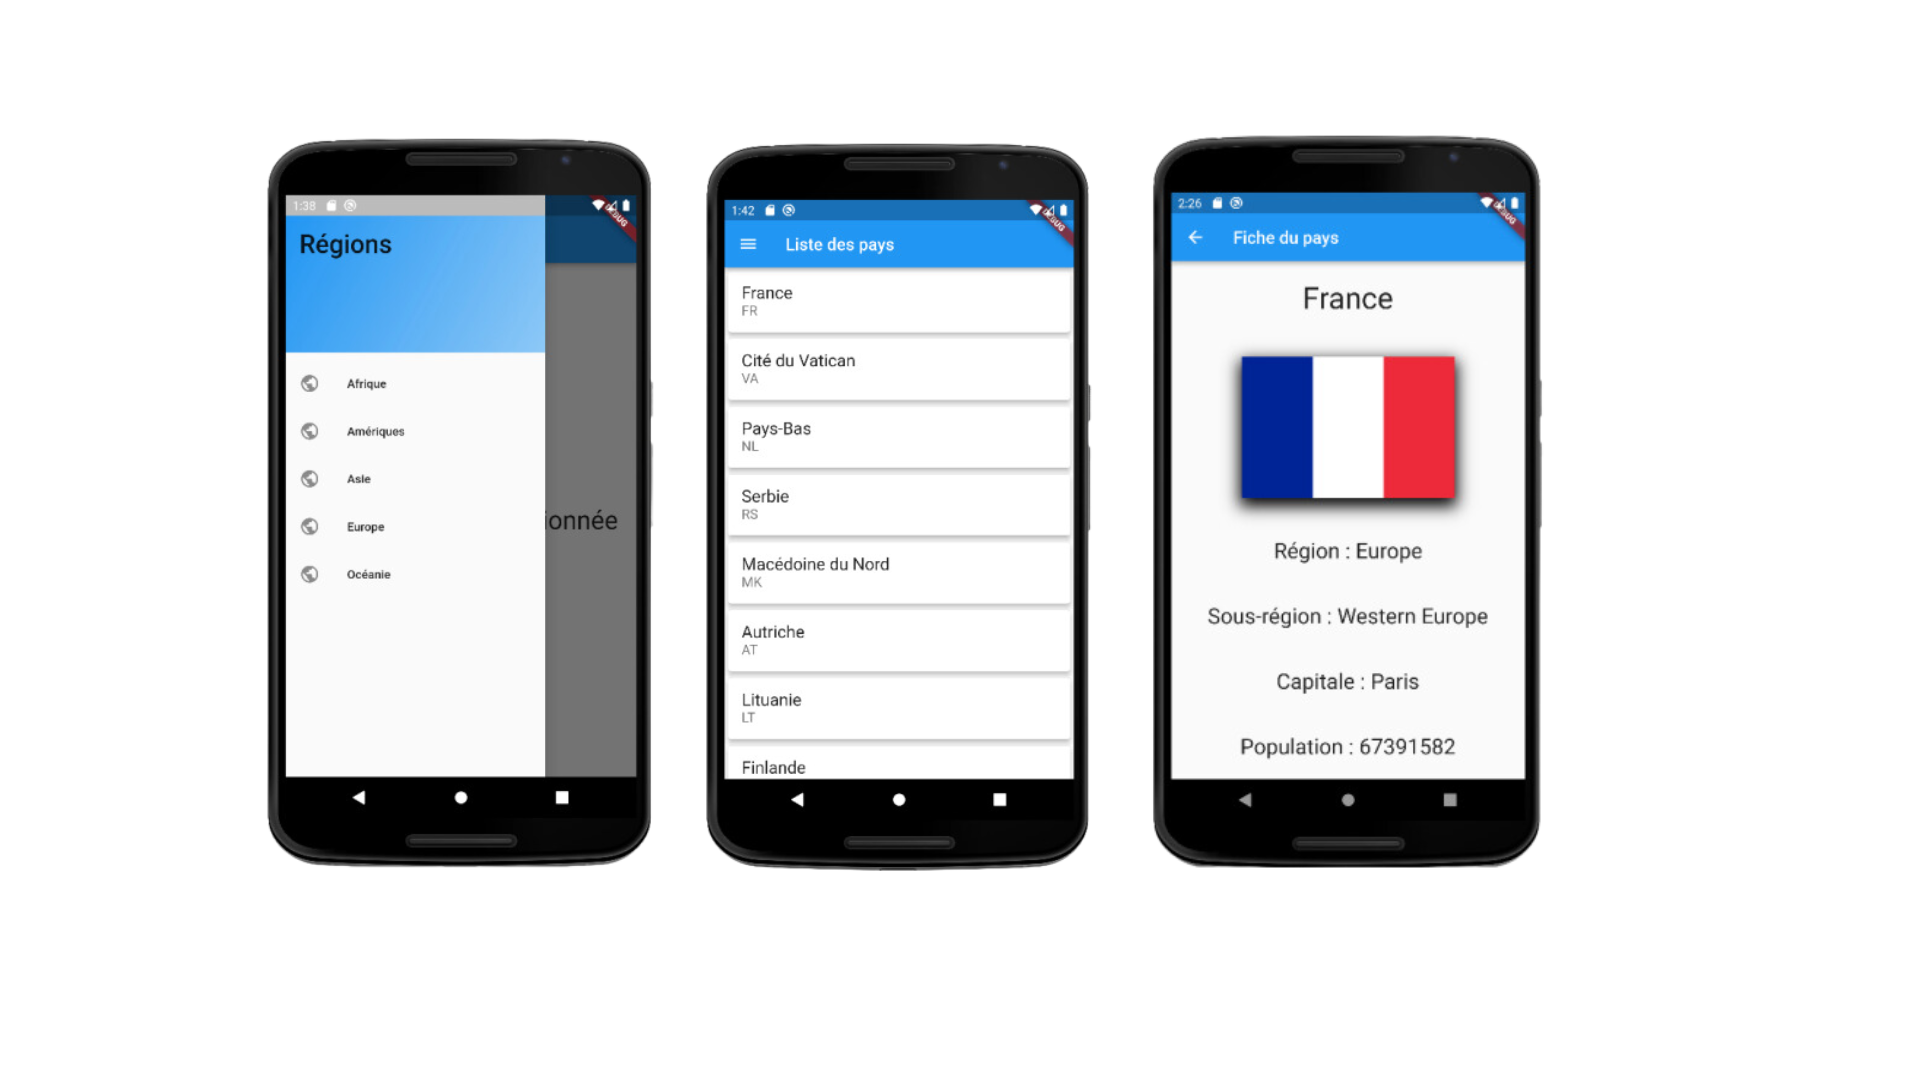 1:38
DEBUG
Régions
Afrique
Amériques
Asie
Europe
Océanie
ionnée
1:42
DEBUG
Liste des pays
France
FR
Cité du Vatican
VA
Pays-Bas
NL
Serbie
RS
Macédoine du Nord
MK
Autriche
AT
Lituanie
LT
Finlande
2:26
DEBUG
Fiche du pays
France
Région : Europe
Sous-région : Western Europe
Capitale : Paris
Population : 67391582